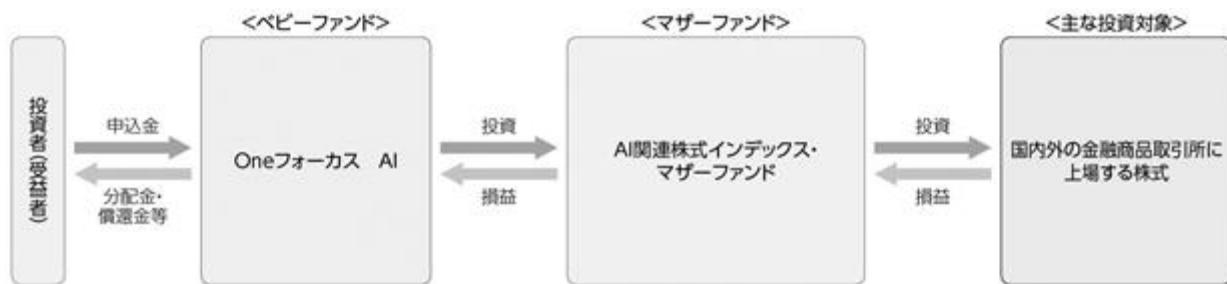 <ベビーファンド>
<マザーファンド>
<主な投資対象>
投資者(受益者)
申込金
分配金・
償還金等
Oneフォーカス　AI
投資
損益
AI関連株式インデックス・
マザーファンド
投資
損益
国内外の金融商品取引所に
上場する株式